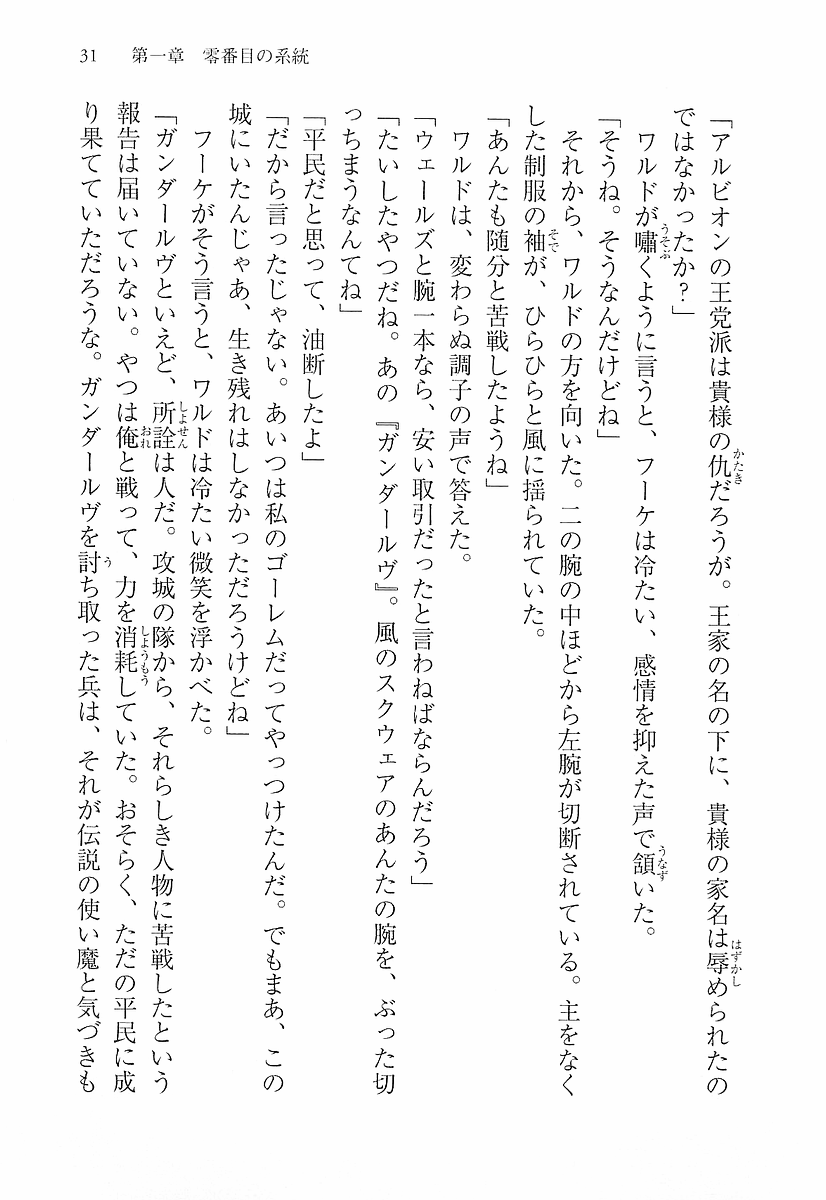 31　第一章　零番目の系統
「アルビオンの王党派は貴様の仇だろうが。王家の名の下に、貴様の家名は辱められたの
ではなかったか？」
　ワルドが嘯くように言うと、フーケは冷たい、感情を抑えた声で頷いた。
「そうね。そうなんだけどね」
　それから、ワルドの方を向いた。二の腕の中ほどから左腕が切断されている。主をなく
した制服の袖が、ひらひらと風に揺られていた。
「あんたも随分と苦戦したようね」
　ワルドは、変わらぬ調子の声で答えた。
「ウェールズと腕一本なら、安い取引だったと言わねばならんだろう」
「たいしたやつだね。あの『ガンダールヴ』。風のスクウェアのあんたの腕を、ぶった切
っちまうなんてね」
「平民だと思って、油断したよ」
「だから言ったじゃない。あいつは私のゴーレムだってやっつけたんだ。でもまあ、この
城にいたんじゃあ、生き残れはしなかっただろうけどね」
　フーケがそう言うと、ワルドは冷たい微笑を浮かべた。
「ガンダールヴといえど、所詮は人だ。攻城の隊から、それらしき人物に苦戦したという
報告は届いていない。やつは俺と戦って、力を消耗していた。おそらく、ただの平民に成
り果てていただろうな。ガンダールヴを討ち取った兵は、それが伝説の使い魔と気づきも